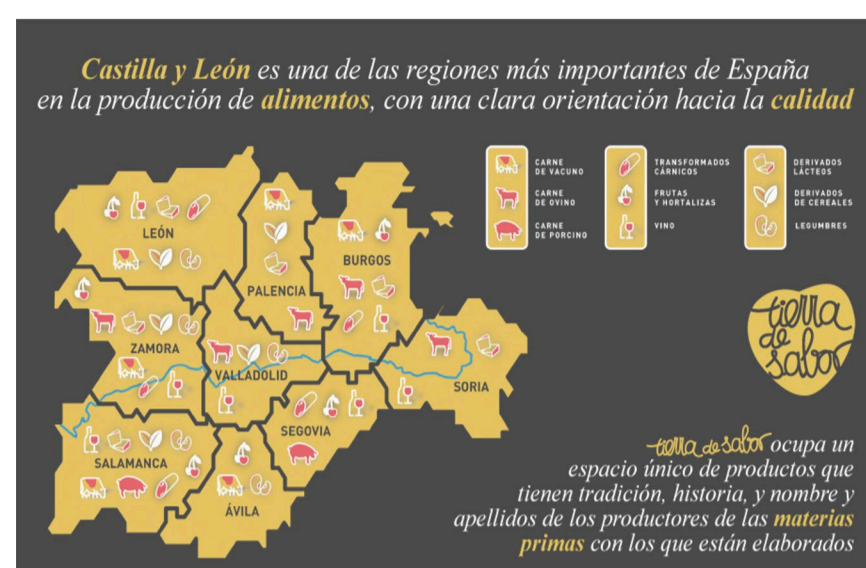 Castilla y León es una de las regiones más importantes de España
en la producción de alimentos, con una clara orientación hacia la calidad
CARNE
DE VACUNO
CARNE
DE OVINO
CARNE
DE PORCINO
TRANSFORMADOS
CÁRNICOS
FRUTAS
Y HORTALIZAS
VINO
DERIVADOS
LÁCTEOS
DERIVADOS
DE CEREALES
LEGUMBRES
LEÓN
PALENCIA
BURGOS
ZAMORA
VALLADOLID
SORIA
SEGOVIA
SALAMANCA
ÁVILA
tierra
de
sabor
tierra de sabor ocupa un
espacio único de productos que
tienen tradición, historia, y nombre y
apellidos de los productores de las materias
primas con los que están elaborados